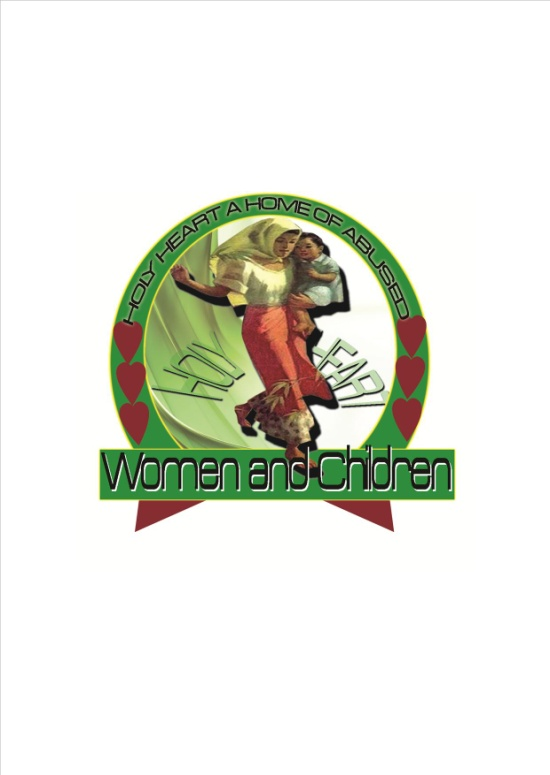 HOLY HEART A HOME OF ABUSED
HOLY HEART
Women and Children